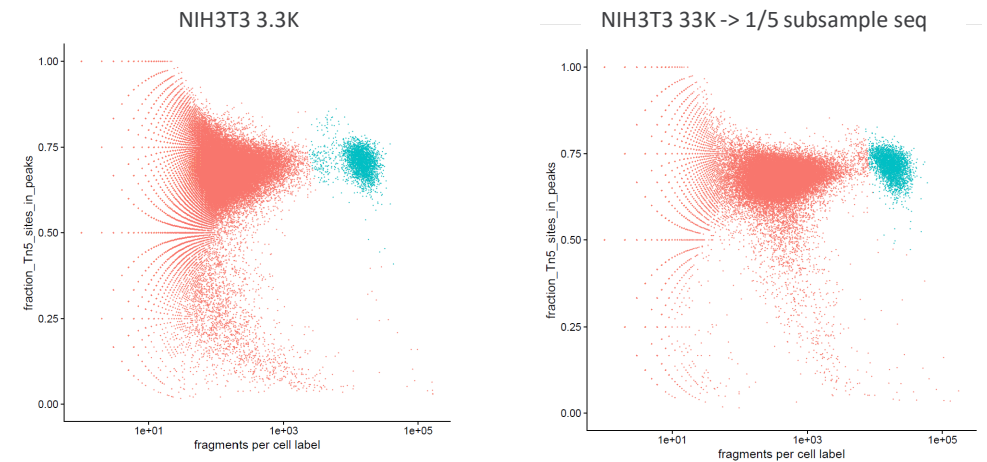 NIH3T3 3.3K
fraction_Tn5_sites_in_peaks
1.00
0.75
0.50
0.25
0.00
1e+01 1e+03 1e+05
fragments per cell label
NIH3T3 33K -> 1/5 subsample seq
fraction_Tn5_sites_in_peaks
1.00
0.75
0.50
0.25
0.00
1e+01 1e+03 1e+05
fragments per cell label